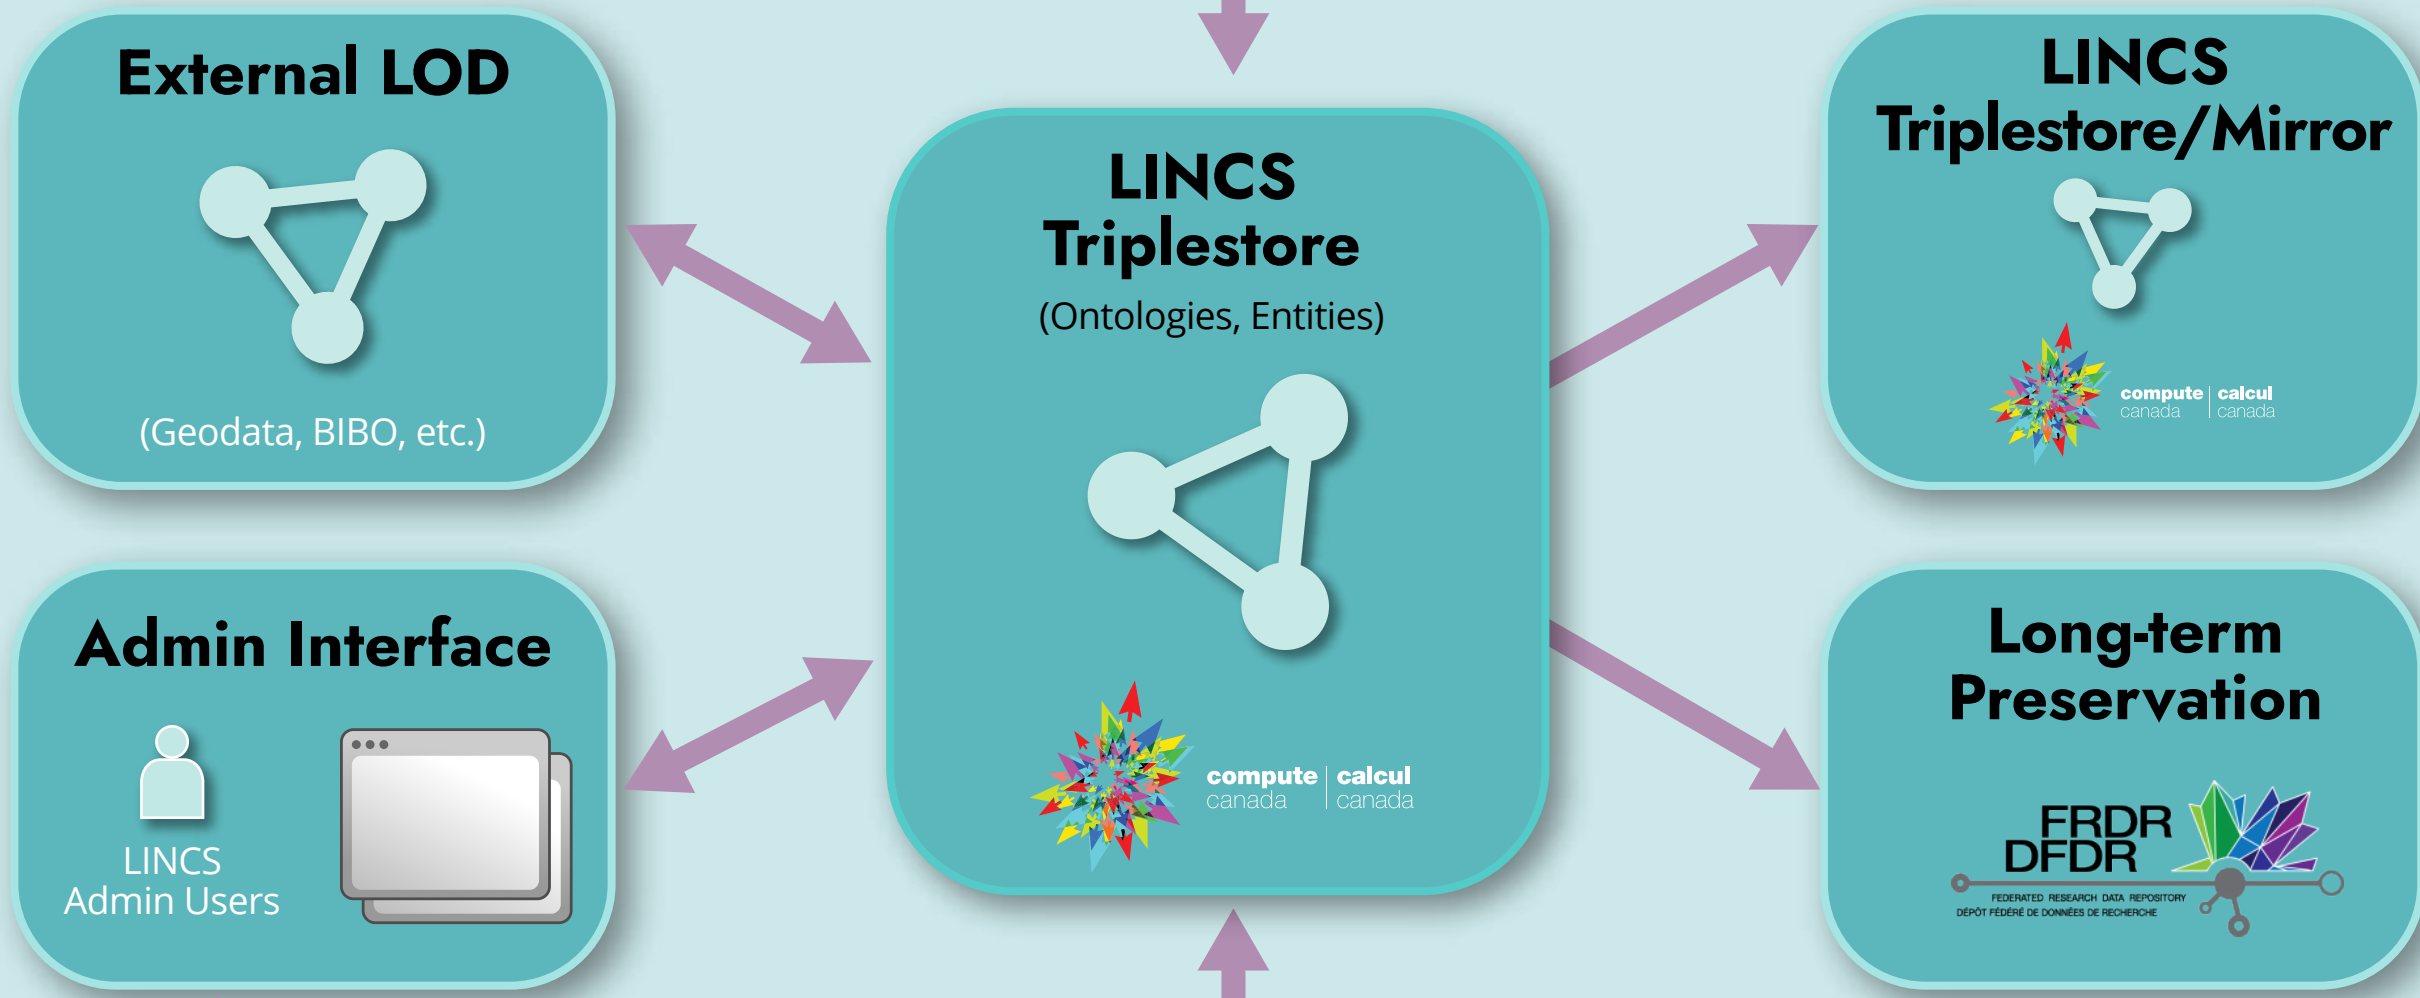 External LOD
(Geodata, BIBO, etc.)
Admin Interface
LINCS
Admin Users
LINCS
Triplestore
(Ontologies, Entities)
compute | calcul
canada | canada
LINCS
Triplestore/Mirror
compute | calcul
canada | canada
Long-term
Preservation
FRDR
DFDR
FEDERATED RESEARCH DATA REPOSITORY
DÉPÔT FÉDÉRÉ DE DONNÉES DE RECHERCHE